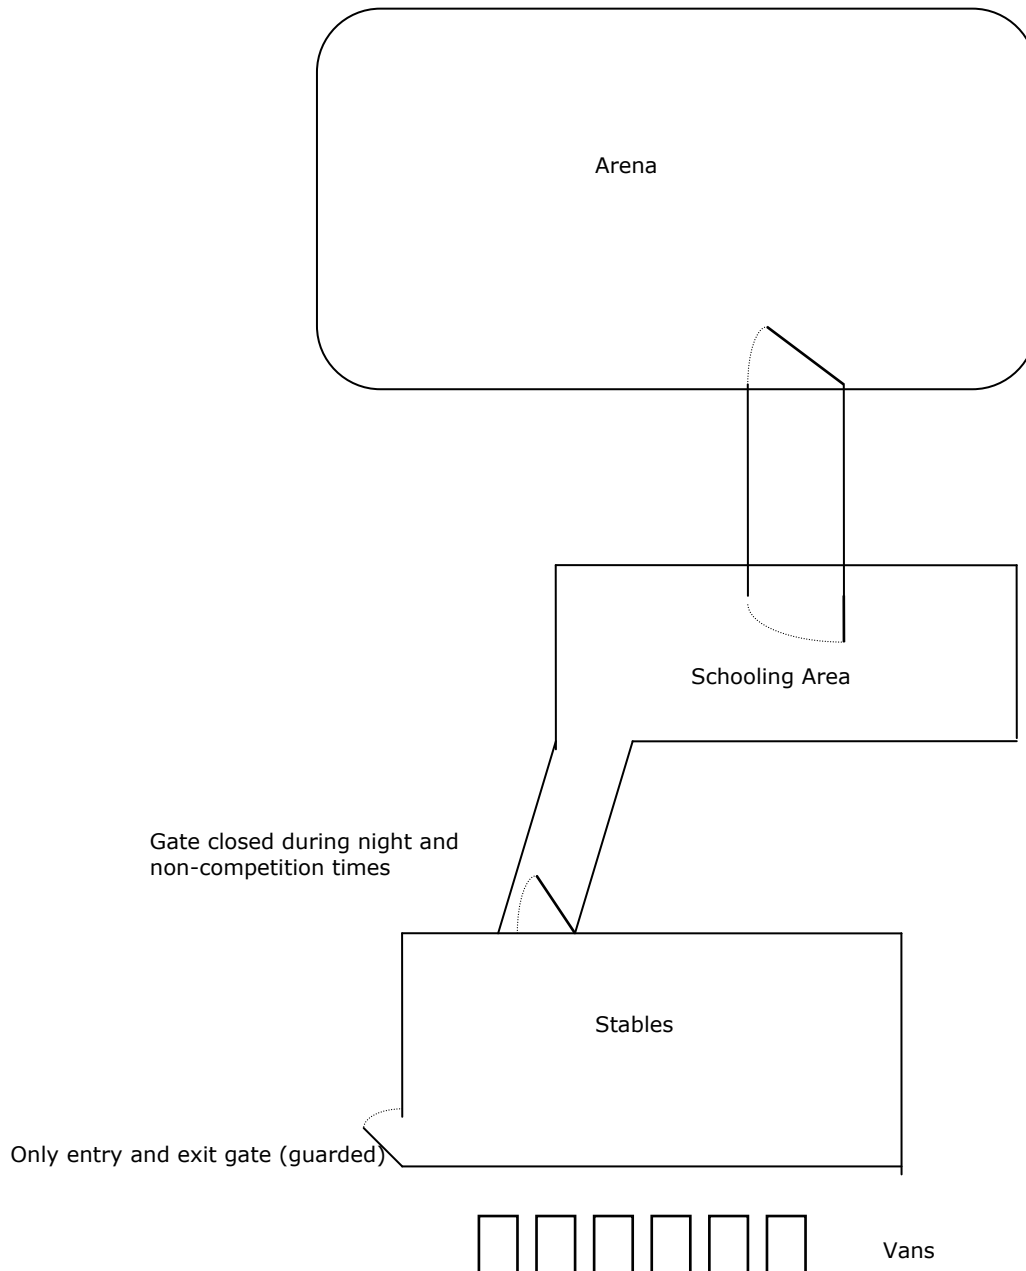 Arena
Schooling Area
Gate closed during night and
non-competition times
Stables
Only entry and exit gate (guarded)
Vans